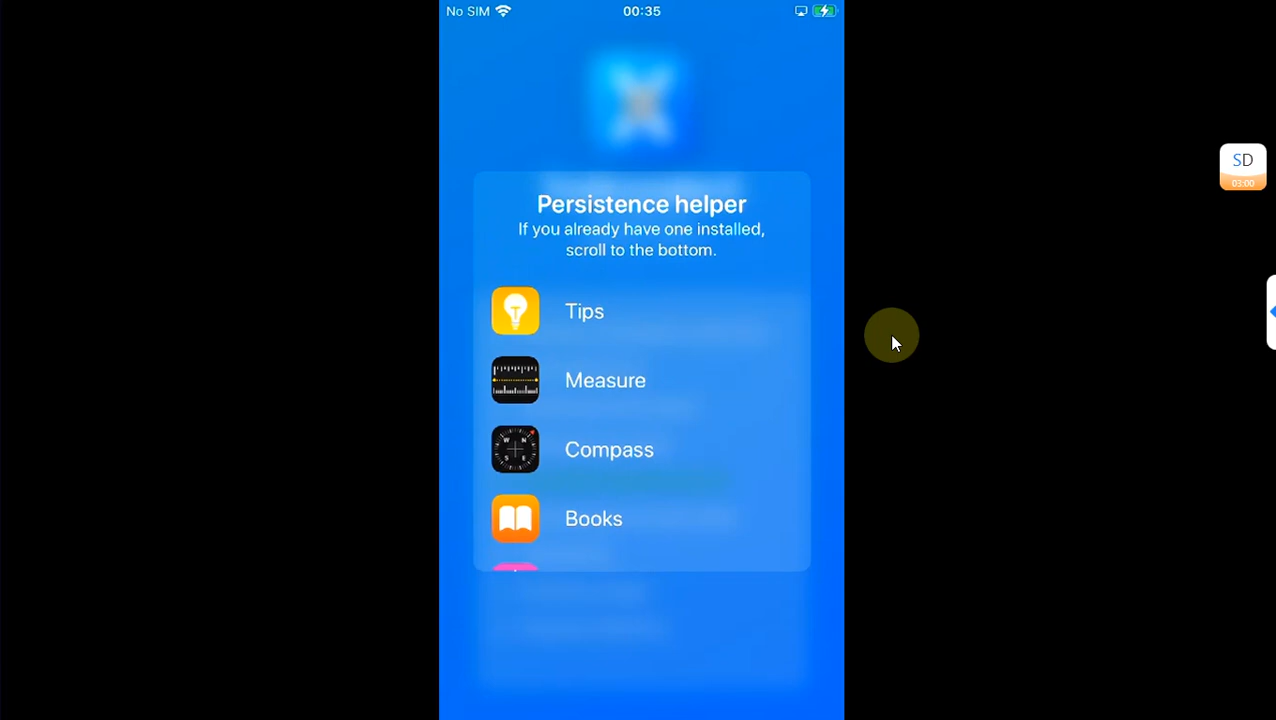 No SIM
00:35
Persistence helper
If you already have one installed,
scroll to the bottom.
Tips
Measure
Compass
Books
SD
03:00